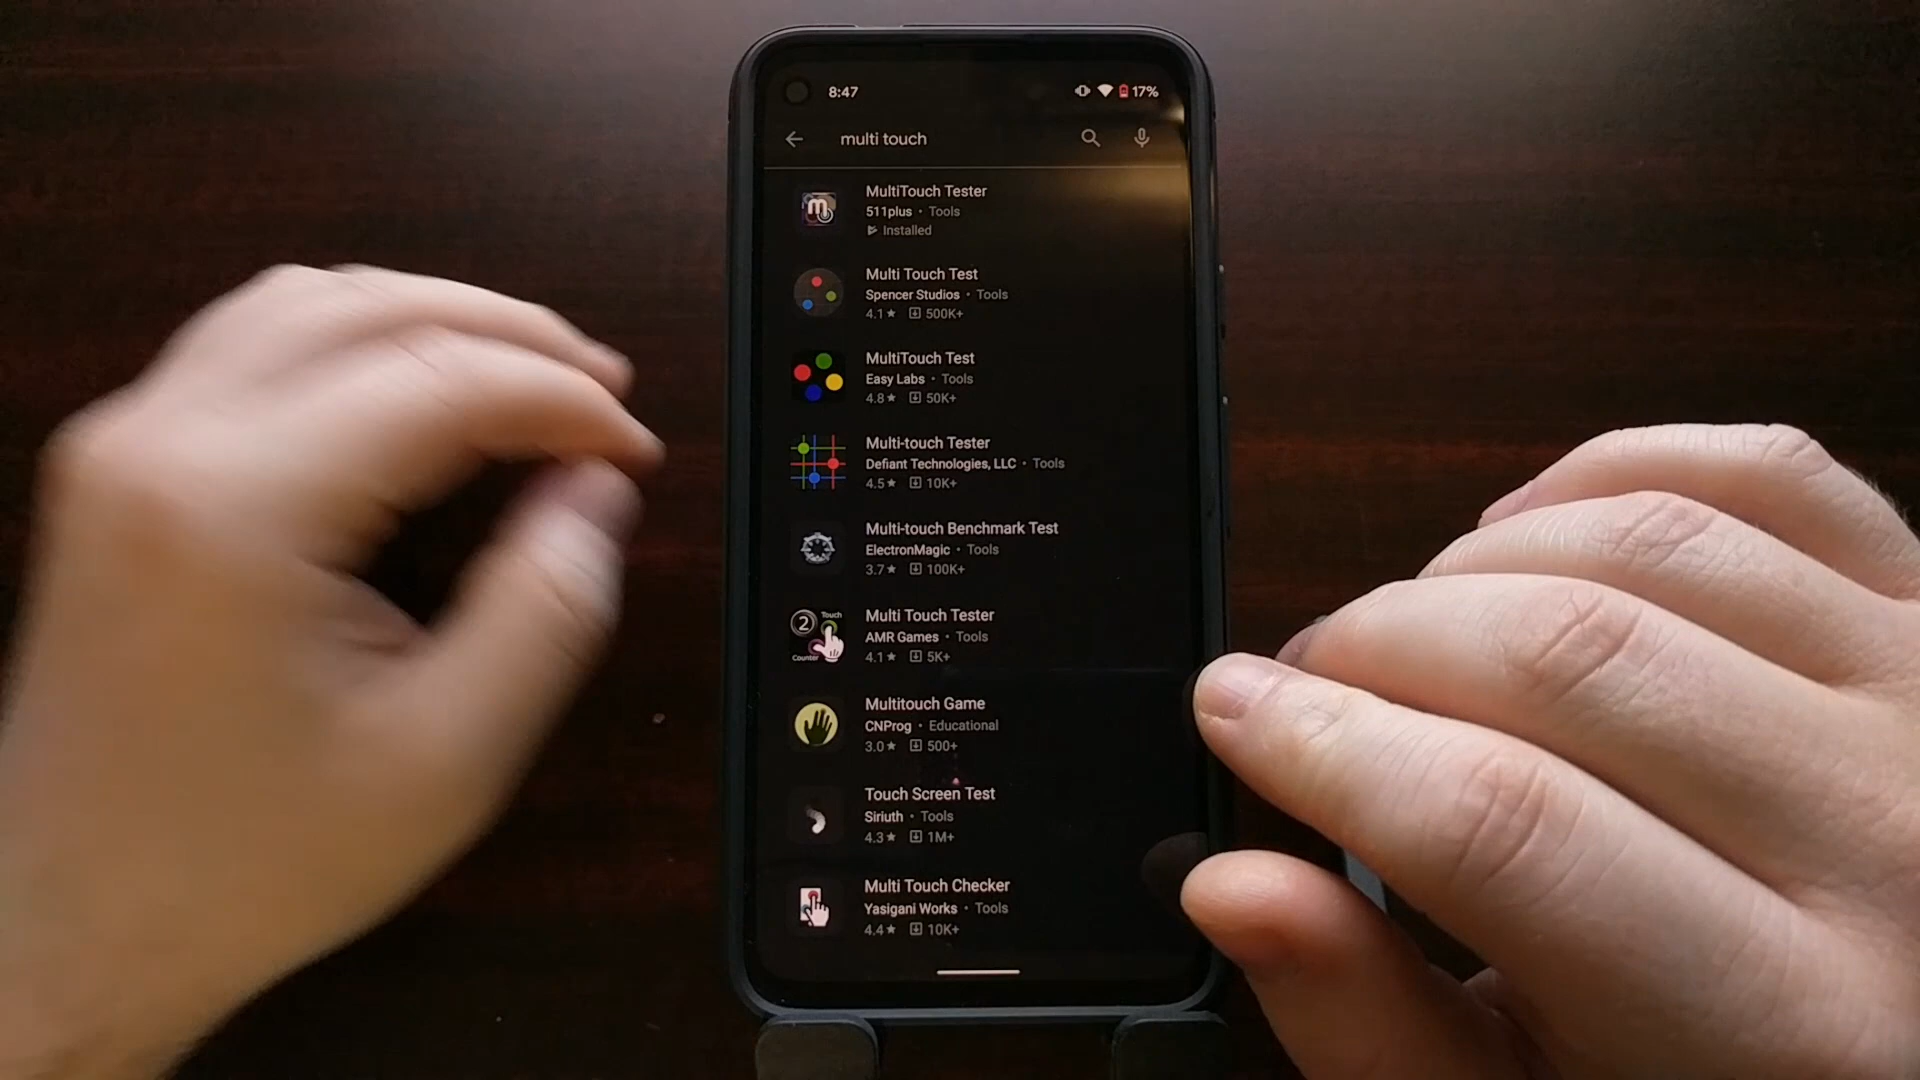 8:47
17%
multi touch
MultiTouch Tester
511plus • Tools
Installed
Multi Touch Test
Spencer Studios • Tools
4.1★ 500K+
MultiTouch Test
Easy Labs • Tools
4.8★ 50K+
Multi-touch Tester
Defiant Technologies, LLC • Tools
4.5★ 10K+
Multi-touch Benchmark Test
ElectronMagic • Tools
3.7★ 100K+
2 Touch
Counter
Multi Touch Tester
AMR Games • Tools
4.1★ 5K+
Multitouch Game
CNProg • Educational
3.0★ 500+
Touch Screen Test
Siriuth • Tools
4.3★ 1M+
Multi Touch Checker
Yasigani Works • Tools
4.4★ 10K+